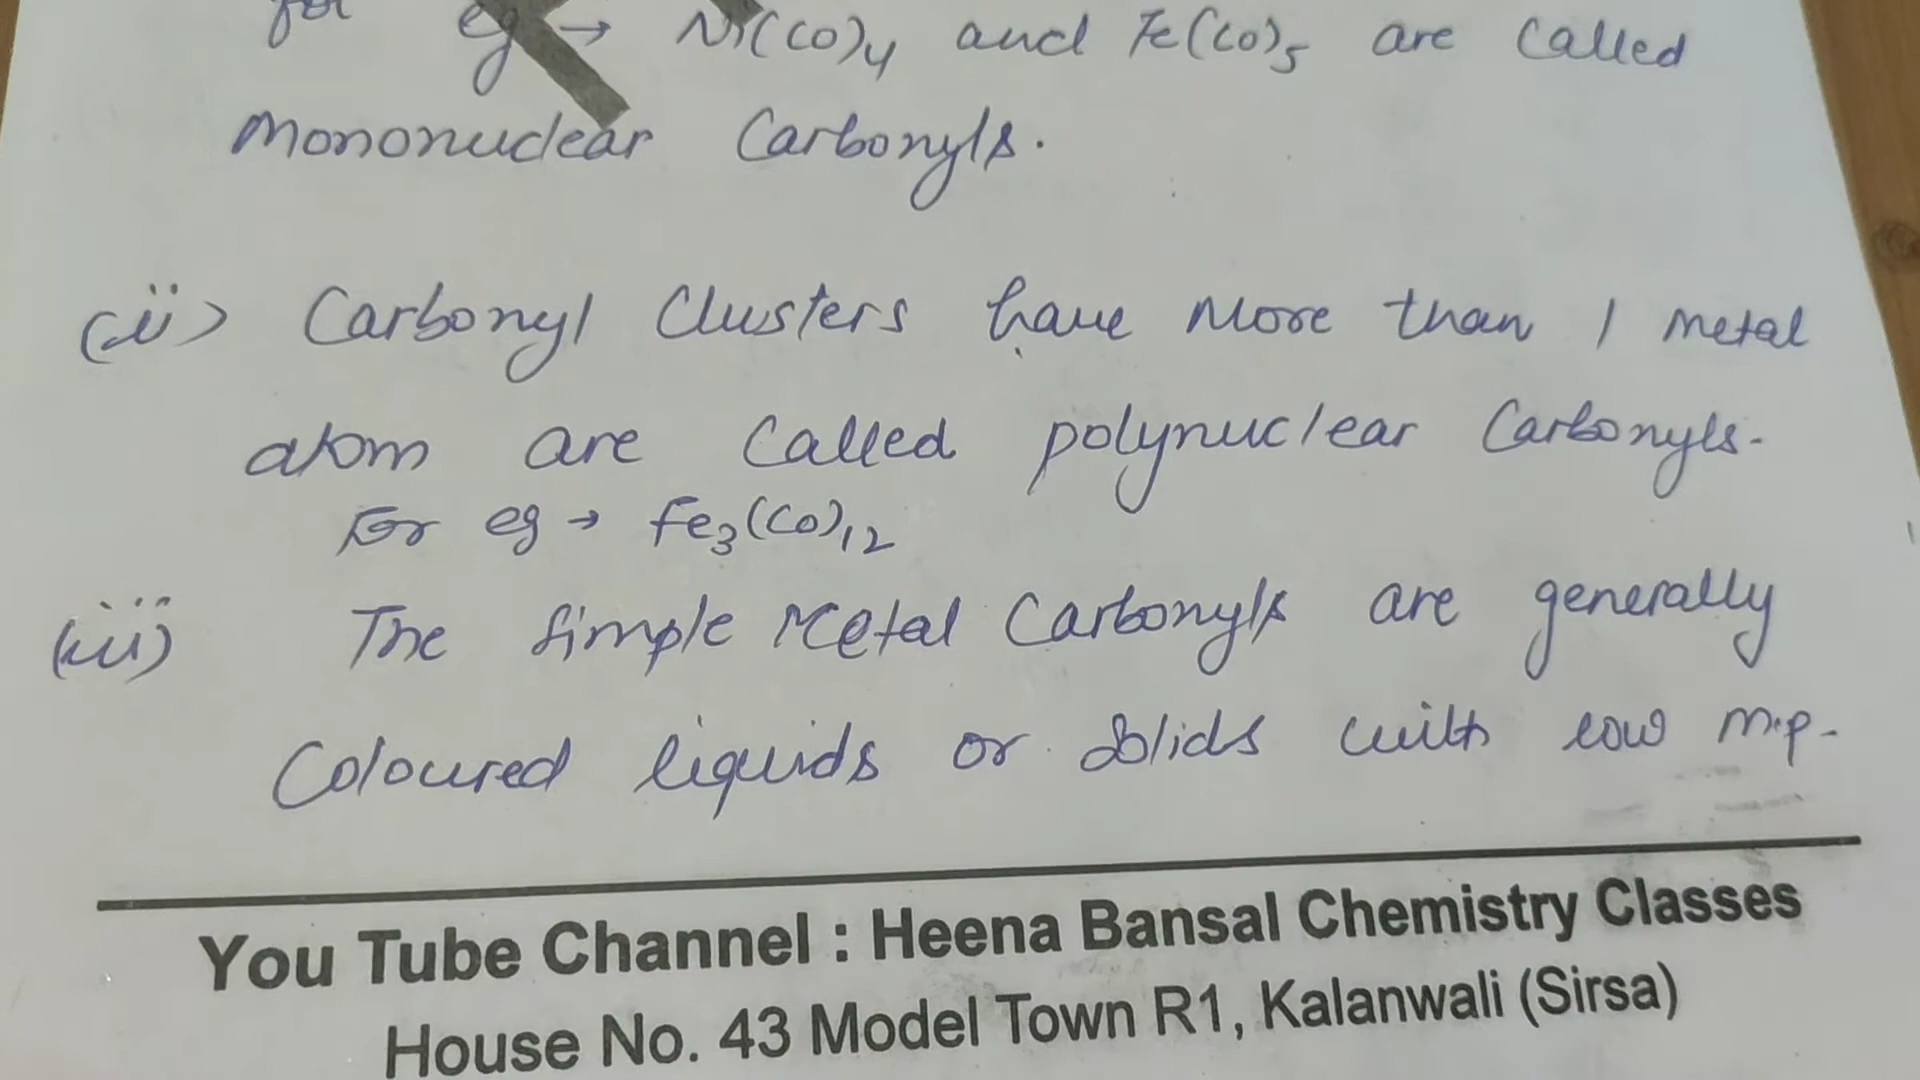 for eg → Ni(CO)4 and Fe(CO)5 are called
Mononuclear Carbonyls.
(ii) Carbonyl Clusters have More than 1 metal
atom are called polynuclear Carbonyls.
For eg → Fe3(CO)12
(iii) The simple Metal Carbonyls are generally
Coloured liquids or solids with low m.p.
You Tube Channel : Heena Bansal Chemistry Classes
House No. 43 Model Town R1, Kalanwali (Sirsa)